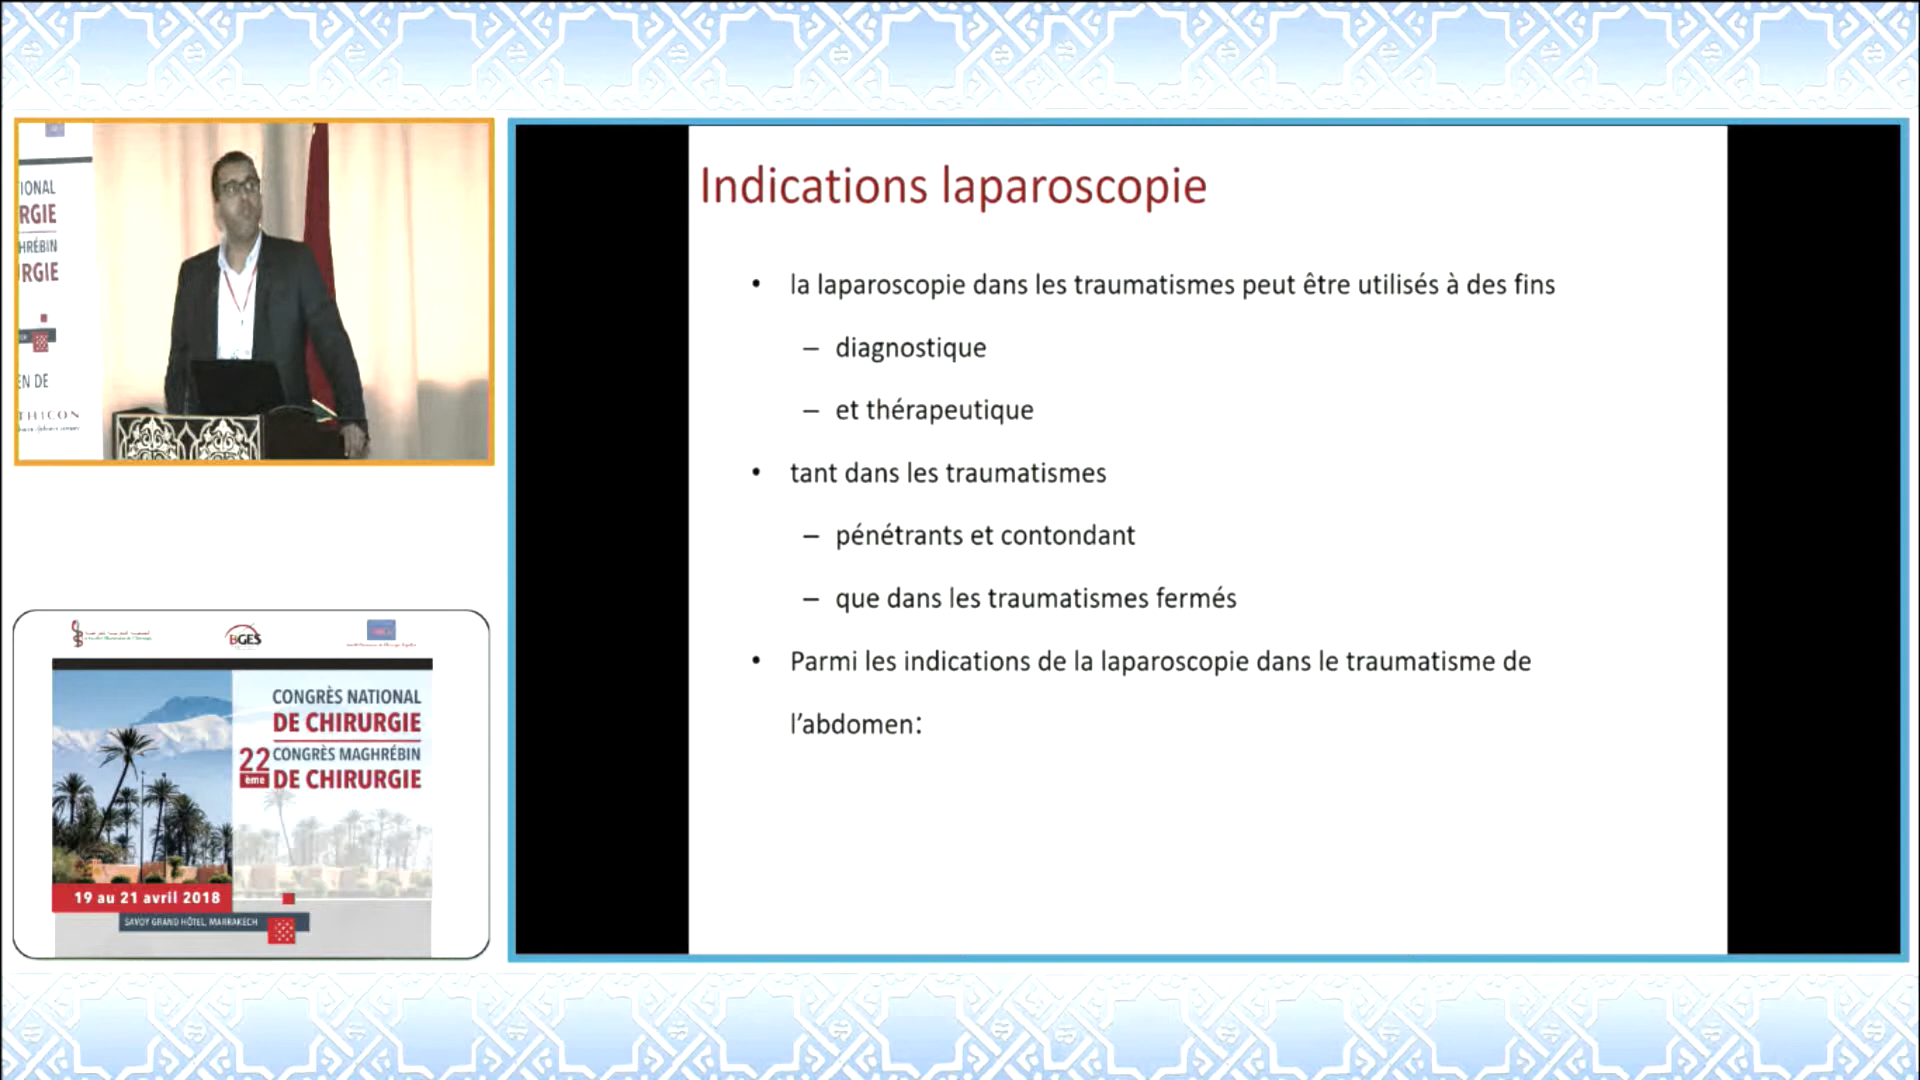 IONAL
RGIE
HRÉBIN
RGIE
EN DE
THICON
Indications laparoscopie
• la laparoscopie dans les traumatismes peut être utilisés à des fins
– diagnostique
– et thérapeutique
• tant dans les traumatismes
– pénétrants et contondant
– que dans les traumatismes fermés
• Parmi les indications de la laparoscopie dans le traumatisme de
l’abdomen:
BGES
CONGRÈS NATIONAL
DE CHIRURGIE
22 ème CONGRÈS MAGHRÉBIN
DE CHIRURGIE
19 au 21 avril 2018
SAVOY GRAND HÔTEL, MARRAKECH